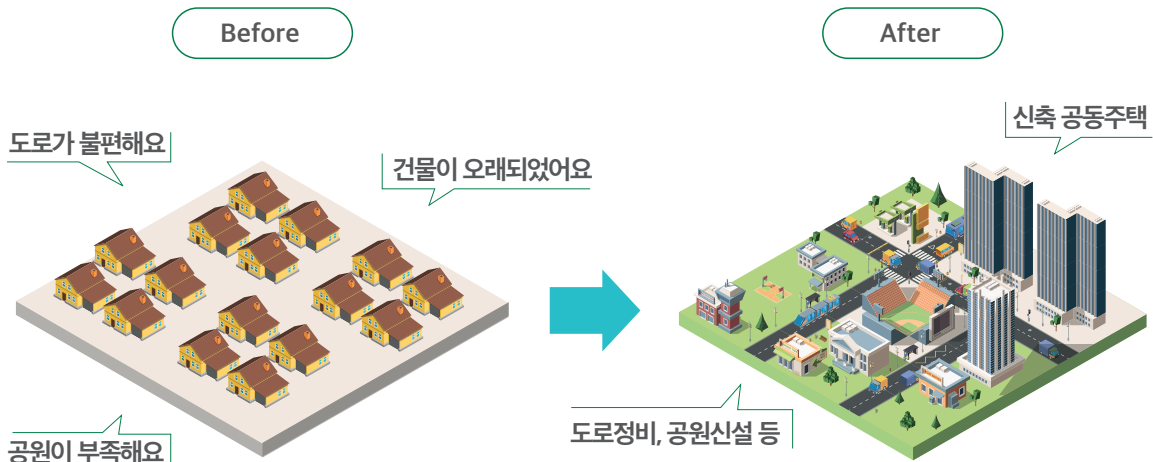 Before
After
도로가 불편해요
건물이 오래되었어요
신축 공동주택
공원이 부족해요
도로정비, 공원신설 등